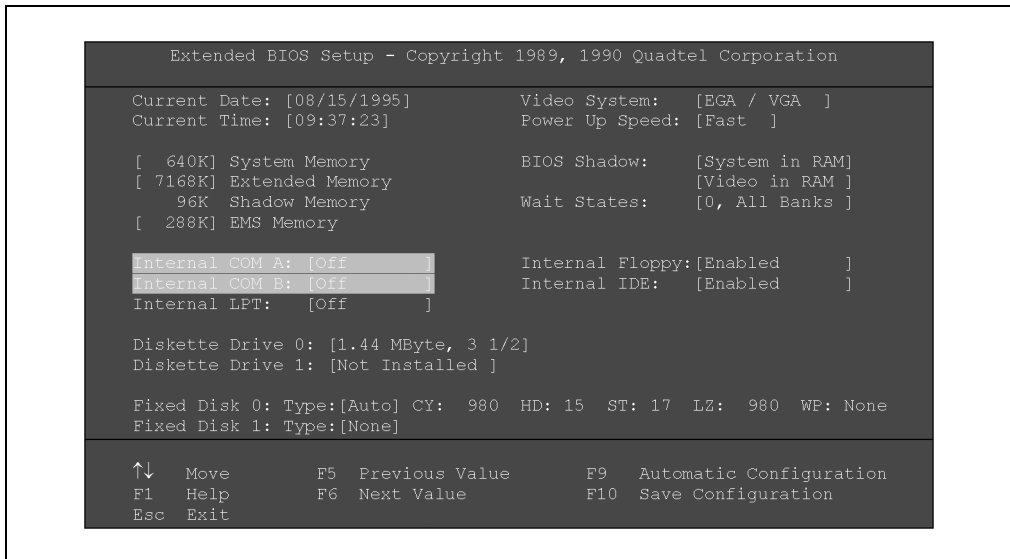 Extended BIOS Setup - Copyright 1989, 1990 Quadtel Corporation
Current Date: [08/15/1995]          Video System:   [EGA / VGA  ]
Current Time: [09:37:23]            Power Up Speed: [Fast  ]
[  640K] System Memory              BIOS Shadow:    [System in RAM]
[ 7168K] Extended Memory                            [Video in RAM ]
    96K  Shadow Memory              Wait States:    [0, All Banks ]
[  288K] EMS Memory
Internal COM A: [Off         ]      Internal Floppy:[Enabled      ]
Internal COM B: [Off         ]      Internal IDE:   [Enabled      ]
Internal LPT:   [Off         ]
Diskette Drive 0: [1.44 MByte, 3 1/2]
Diskette Drive 1: [Not Installed ]
Fixed Disk 0: Type:[Auto] CY:  980  HD: 15  ST: 17  LZ:  980  WP: None
Fixed Disk 1: Type:[None]
↑↓   Move        F5  Previous Value       F9   Automatic Configuration
F1   Help        F6  Next Value           F10  Save Configuration
Esc  Exit